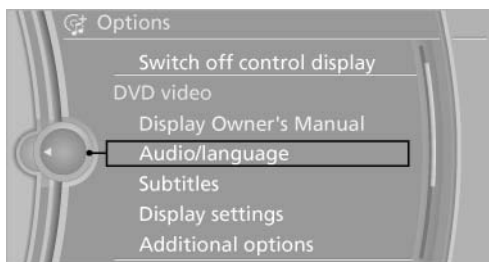 Options
Switch off control display
DVD video
Display Owner's Manual
Audio/language
Subtitles
Display settings
Additional options